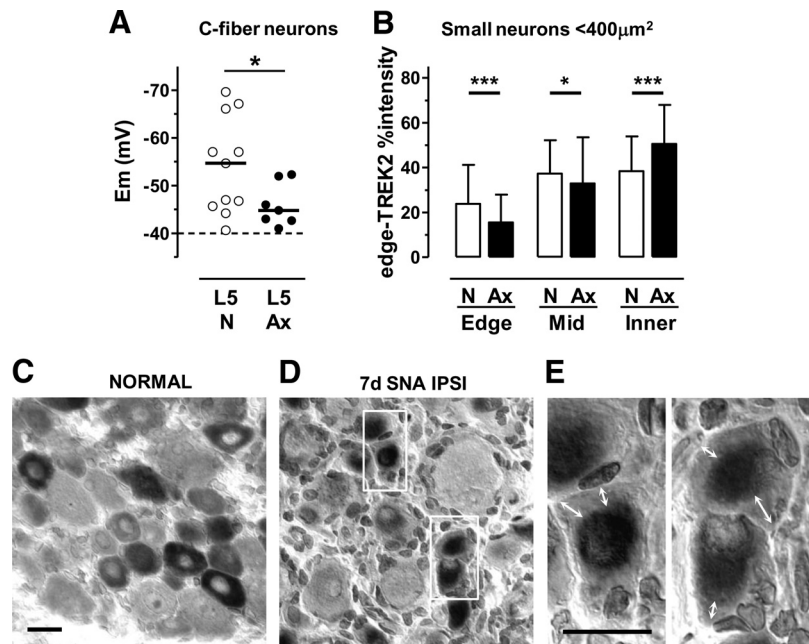 A C-fiber neurons
*
-70
-60
-50
-40
Em (mV)
L5 L5
N Ax
B Small neurons <400μm²
*** * ***
80
60
40
20
0
edge-TREK2 %intensity
N Ax N Ax N Ax
Edge Mid Inner
C NORMAL
D 7d SNA IPSI
E